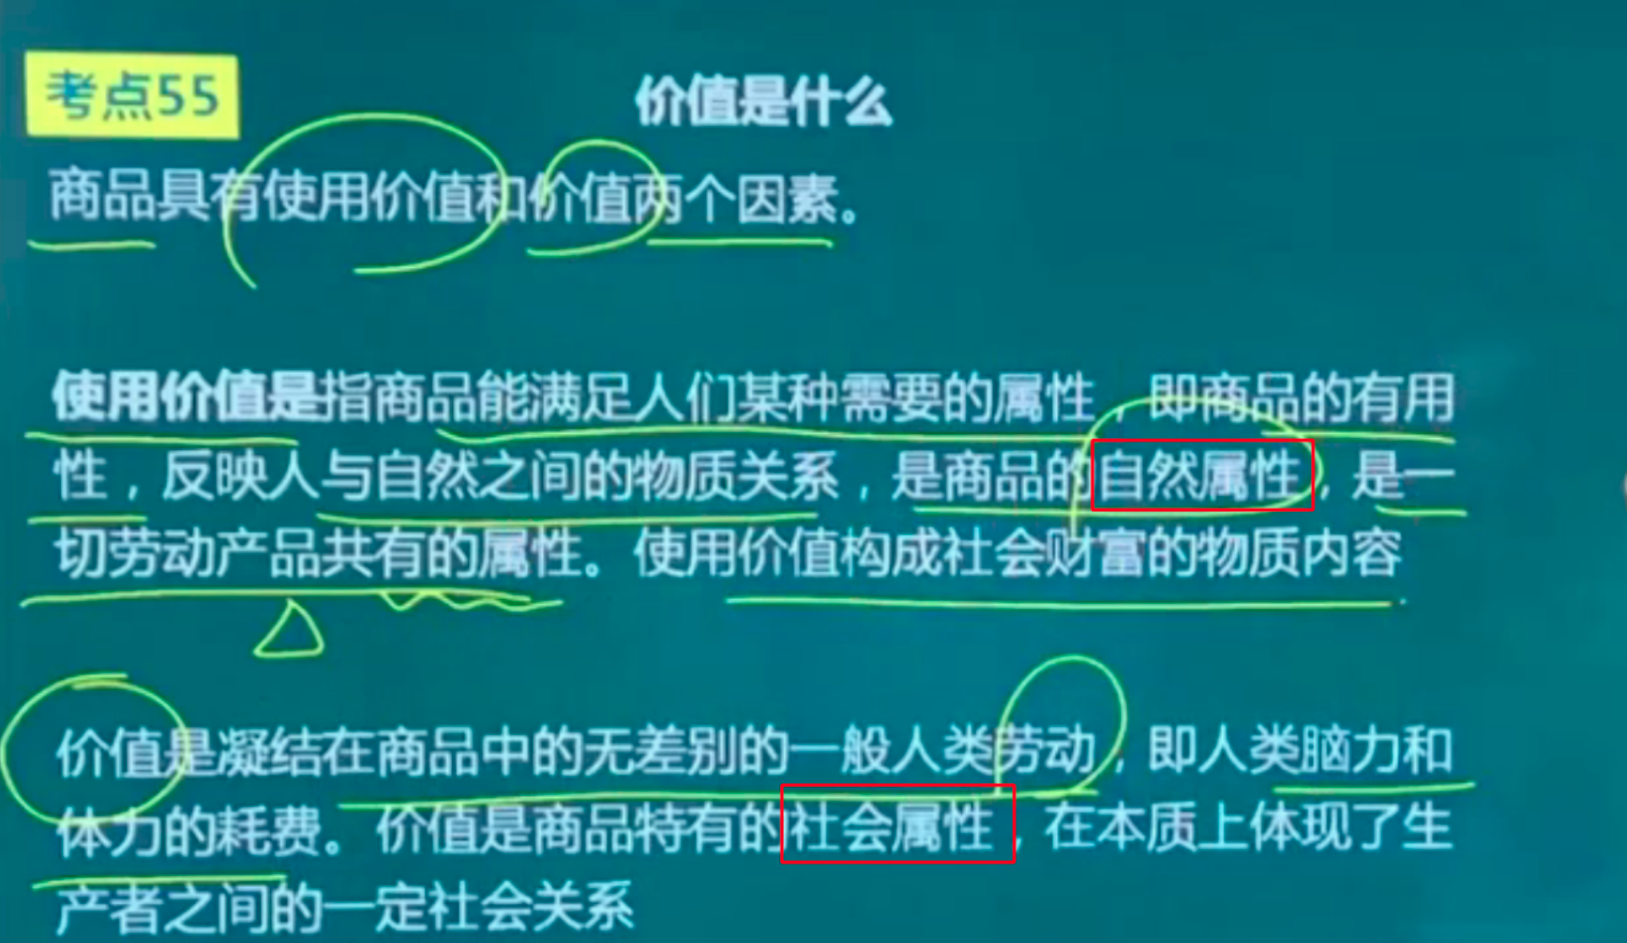 考点55
价值是什么
商品具有使用价值和价值两个因素。
使用价值是指商品能满足人们某种需要的属性，即商品的有用
性，反映人与自然之间的物质关系，是商品的自然属性，是一
切劳动产品共有的属性。使用价值构成社会财富的物质内容
价值是凝结在商品中的无差别的一般人类劳动，即人类脑力和
体力的耗费。价值是商品特有的社会属性，在本质上体现了生
产者之间的一定社会关系